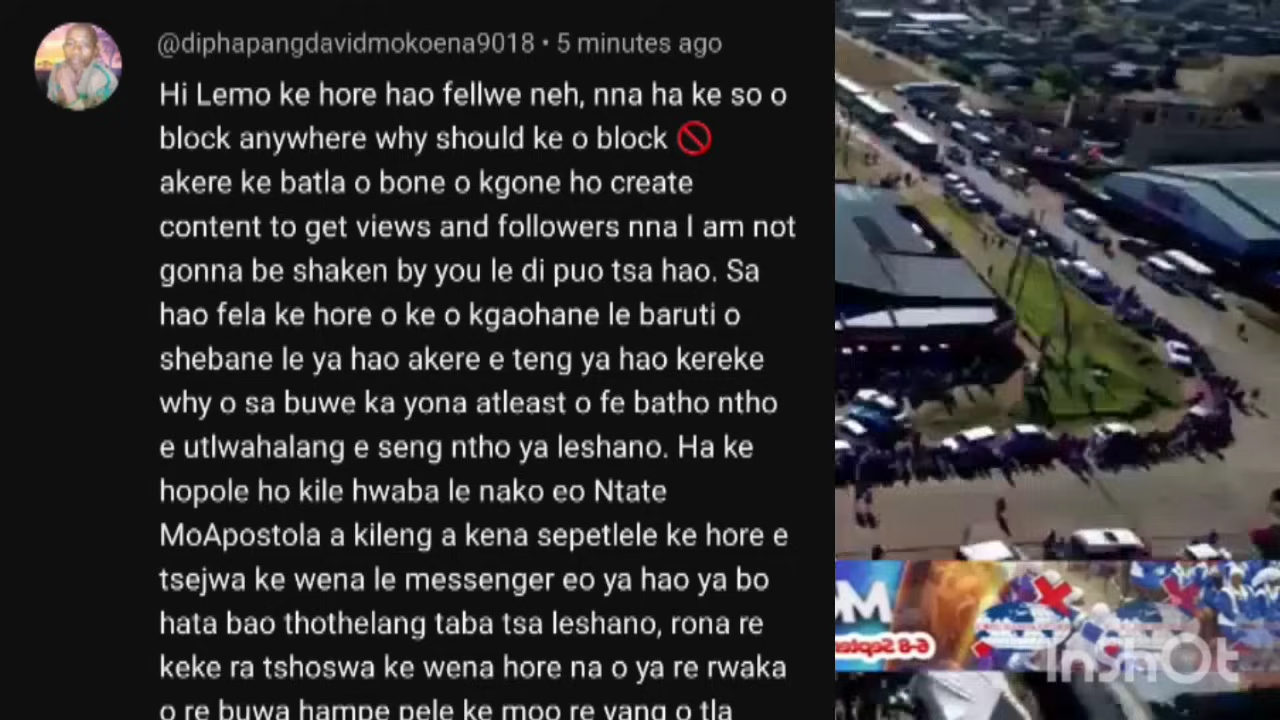 @diphapangdavidmokoena9018 • 5 minutes ago
Hi Lemo ke hore hao fellwe neh, nna ha ke so o
block anywhere why should ke o block 🚫
akere ke batla o bone o kgone ho create
content to get views and followers nna I am not
gonna be shaken by you le di puo tsa hao. Sa
hao fela ke hore o ke o kgaohane le baruti o
shebane le ya hao akere e teng ya hao kereke
why o sa buwe ka yona atleast o fe batho ntho
e utlwahalang e seng ntho ya leshano. Ha ke
hopole ho kile hwaba le nako eo Ntate
MoApostola a kileng a kena sepetlele ke hore e
tsejwa ke wena le messenger eo ya hao ya bo
hata bao thothelang taba tsa leshano, rona re
keke ra tshoswa ke wena hore na o ya re rwaka
o re buwa hampe pele ke moo re yang o tla
InShOt